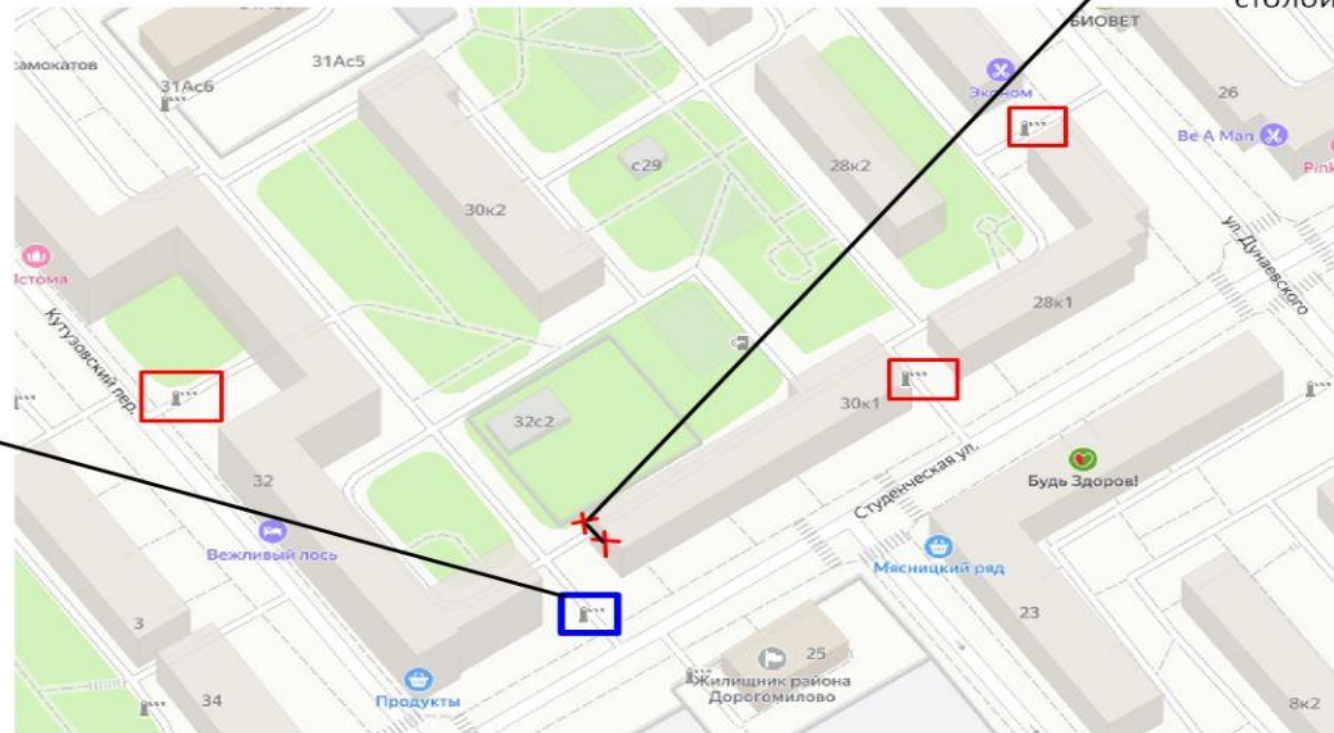 столой
БИОВЕТ
самокатов
31Ас5
31Ас6
Эконом
26
Be A Man
Pink
с29
28к2
30к2
ул. Дунаевского
Истома
28к1
Кутузовский пер.
30к1
32с2
Студенческая ул.
Будь Здоров!
32
Вежливый лось
Мясницкий ряд
3
23
25
Жилищник района
Дорогомилово
34
Продукты
8к2